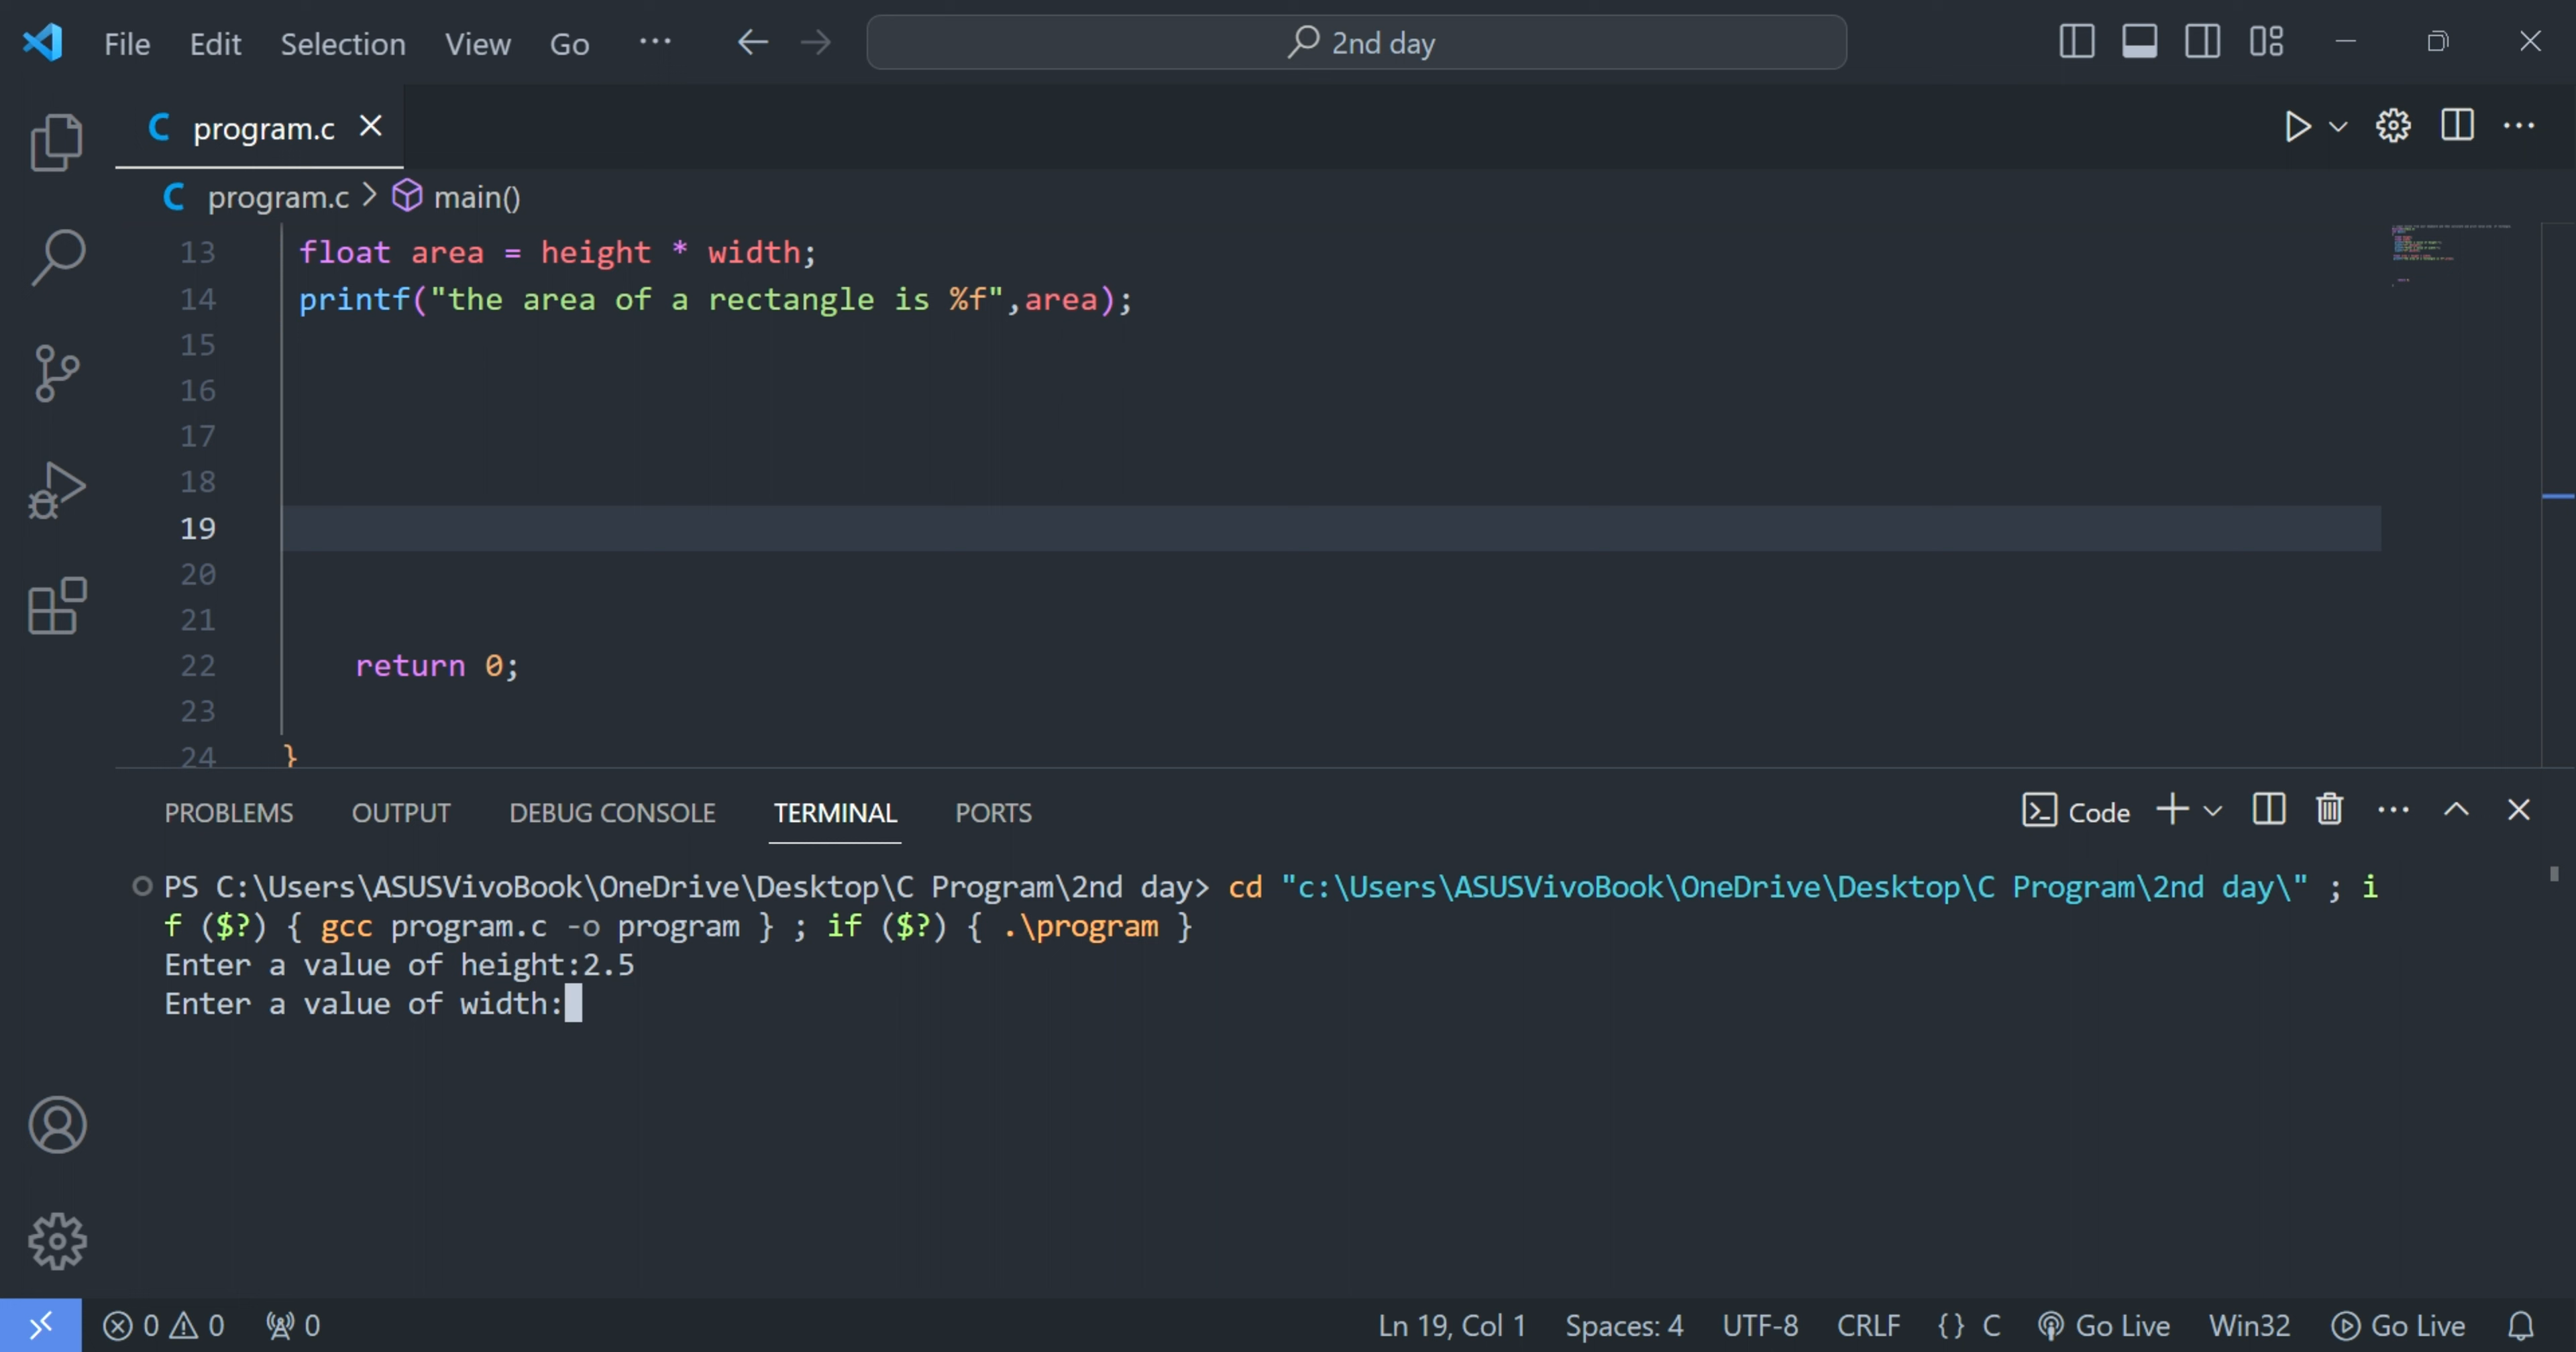 File Edit Selection View Go ··· 2nd day
program.c
program.c > main()
13 float area = height * width;
14 printf("the area of a rectangle is %f",area);
15
16
17
18
19
20
21
22 return 0;
23
24 }
PROBLEMS OUTPUT DEBUG CONSOLE TERMINAL PORTS Code
PS C:\Users\ASUSVivoBook\OneDrive\Desktop\C Program\2nd day> cd "c:\Users\ASUSVivoBook\OneDrive\Desktop\C Program\2nd day\" ; i
f ($?) { gcc program.c -o program } ; if ($?) { .\program }
Enter a value of height:2.5
Enter a value of width:
0 0 0 Ln 19, Col 1 Spaces: 4 UTF-8 CRLF {} C Go Live Win32 Go Live